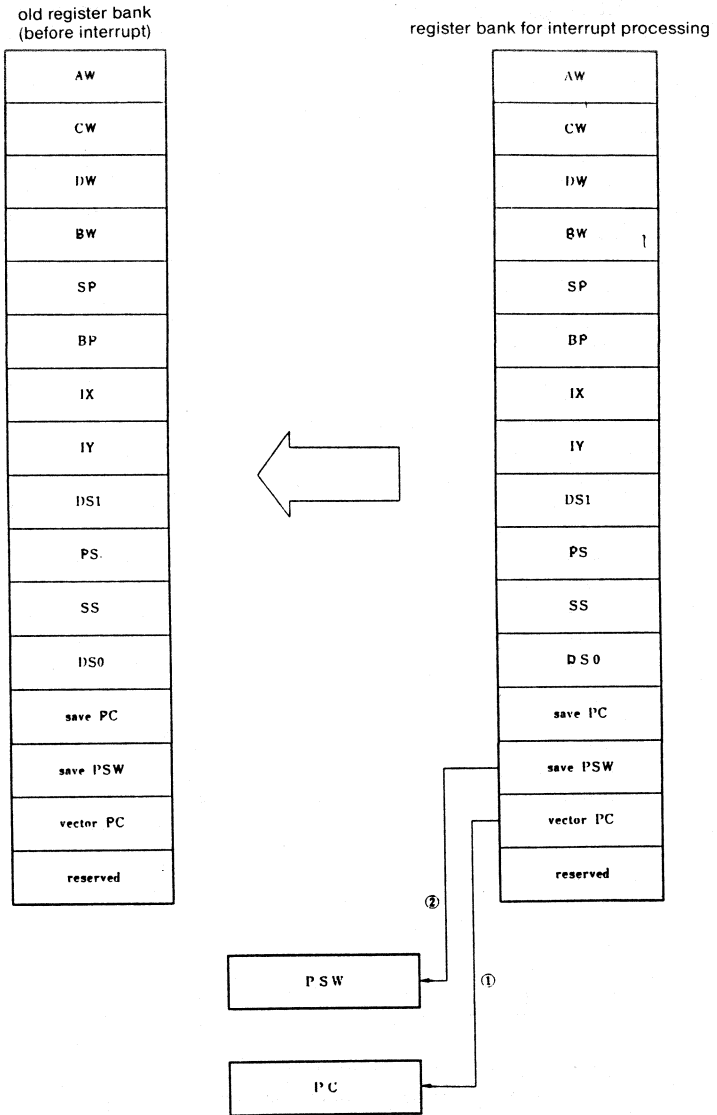 old register bank
(before interrupt)
AW
CW
DW
BW
SP
BP
IX
IY
DS1
PS
SS
DS0
save PC
save PSW
vector PC
reserved
register bank for interrupt processing
AW
CW
DW
BW
SP
BP
IX
IY
DS1
PS
SS
DS0
save PC
save PSW
vector PC
reserved
②
PSW
①
PC